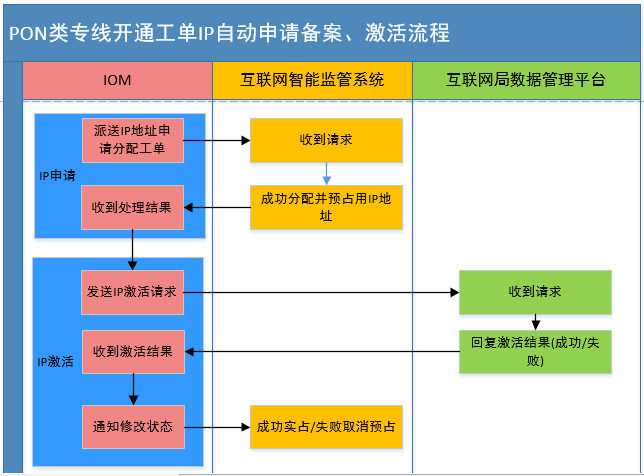 PON类专线开通工单IP自动申请备案、激活流程
IOM
互联网智能监管系统
互联网局数据管理平台
派送IP地址申
请分配工单
收到请求
IP申请
收到处理结果
成功分配并预占用IP地
址
发送IP激活请求
收到请求
IP激活
收到激活结果
回复激活结果(成功/失
败)
通知修改状态
成功实占/失败取消预占